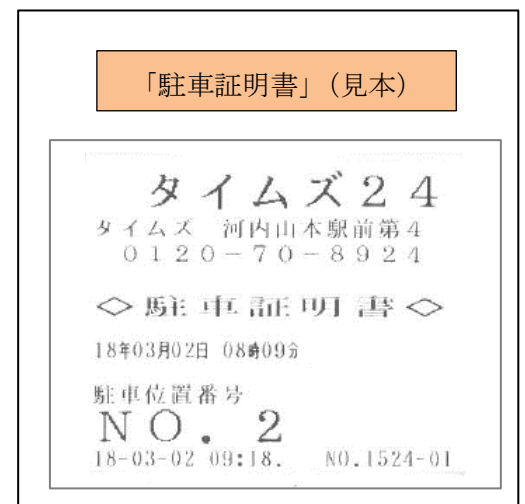 「駐車証明書」(見本)
タイムズ24
タイムズ 河内山本駅前第4
0120-70-8924
◇駐車証明書◇
18年03月02日 08時09分
駐車位置番号
NO. 2
18-03-02 09:18. NO.1524-01